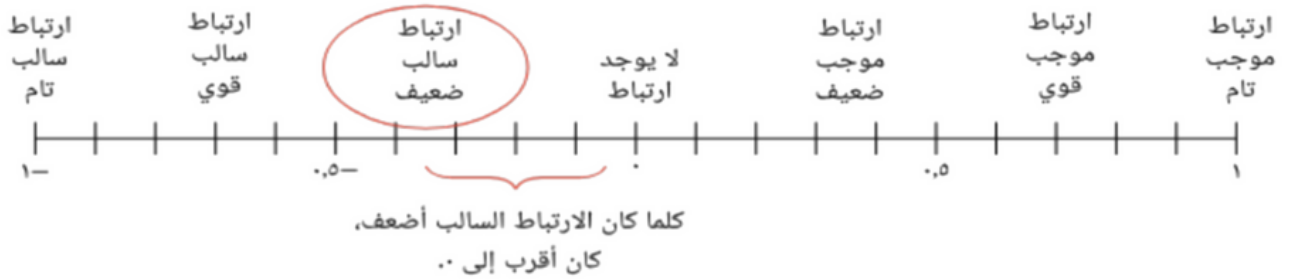 ارتباط
موجب
تام
ارتباط
موجب
قوي
ارتباط
موجب
ضعيف
لا يوجد
ارتباط
ارتباط
سالب
ضعيف
ارتباط
سالب
قوي
ارتباط
سالب
تام
١
٠,٥
٠
−٠,٥
−١
كلما كان الارتباط السالب أضعف،
كان أقرب إلى ٠.